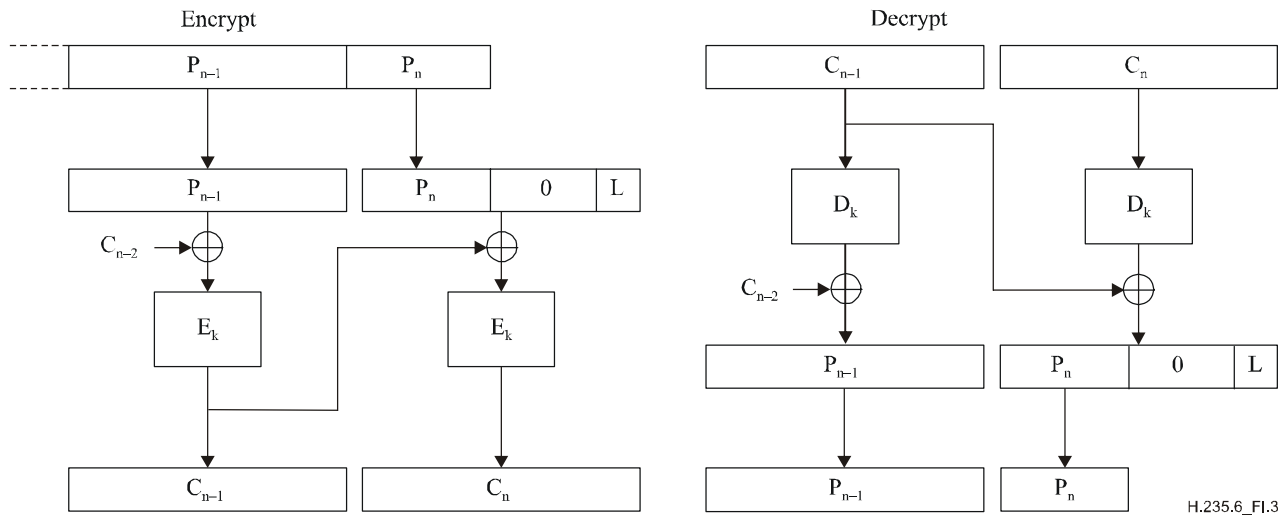 Encrypt
Pn–1 Pn
Pn–1 Pn 0 L
Cn–2
Ek Ek
Cn–1 Cn
Decrypt
Cn–1 Cn
Dk Dk
Cn–2
Pn–1 Pn 0 L
Pn–1 Pn
H.235.6_FI.3